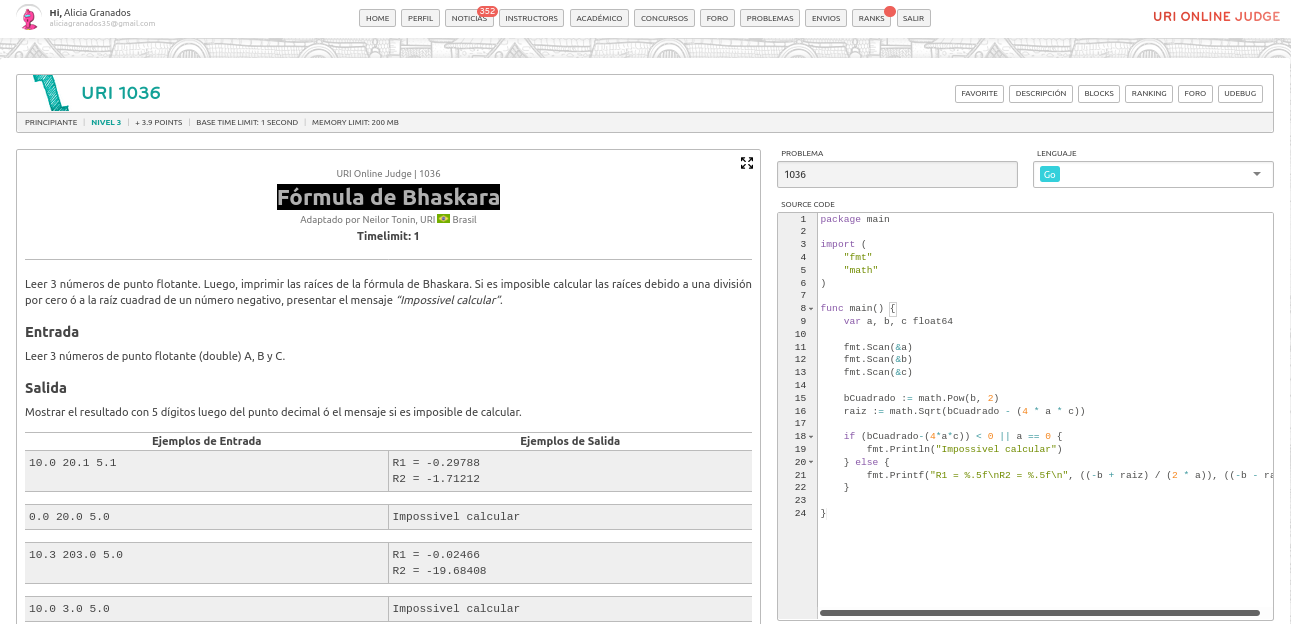 Hi, Alicia Granados
aliciagranados35@gmail.com
HOME
PERFIL
NOTICIAS
352
INSTRUCTORS
ACADÉMICO
CONCURSOS
FORO
PROBLEMAS
ENVIOS
RANKS
SALIR
URI ONLINE JUDGE
URI 1036
FAVORITE
DESCRIPCIÓN
BLOCKS
RANKING
FORO
UDEBUG
PRINCIPIANTE
NIVEL 3
+ 3.9 POINTS
BASE TIME LIMIT: 1 SECOND
MEMORY LIMIT: 200 MB
URI Online Judge | 1036
Fórmula de Bhaskara
Adaptado por Neilor Tonin, URI Brasil
Timelimit: 1
Leer 3 números de punto flotante. Luego, imprimir las raíces de la fórmula de Bhaskara. Si es imposible calcular las raíces debido a una división
por cero ó a la raíz cuadrad de un número negativo, presentar el mensaje “Impossivel calcular”.
Entrada
Leer 3 números de punto flotante (double) A, B y C.
Salida
Mostrar el resultado con 5 dígitos luego del punto decimal ó el mensaje si es imposible de calcular.
Ejemplos de Entrada
Ejemplos de Salida
10.0 20.1 5.1
R1 = -0.29788
R2 = -1.71212
0.0 20.0 5.0
Impossivel calcular
10.3 203.0 5.0
R1 = -0.02466
R2 = -19.68408
10.0 3.0 5.0
Impossivel calcular
PROBLEMA
1036
LENGUAJE
Go
SOURCE CODE
1 package main
2
3 import (
4 "fmt"
5 "math"
6 )
7
8 func main() {
9 var a, b, c float64
10
11 fmt.Scan(&a)
12 fmt.Scan(&b)
13 fmt.Scan(&c)
14
15 bCuadrado := math.Pow(b, 2)
16 raiz := math.Sqrt(bCuadrado - (4 * a * c))
17
18 if (bCuadrado-(4*a*c)) < 0 || a == 0 {
19 fmt.Println("Impossivel calcular")
20 } else {
21 fmt.Printf("R1 = %.5f\nR2 = %.5f\n", ((-b + raiz) / (2 * a)), ((-b - ra
22 }
23
24 }